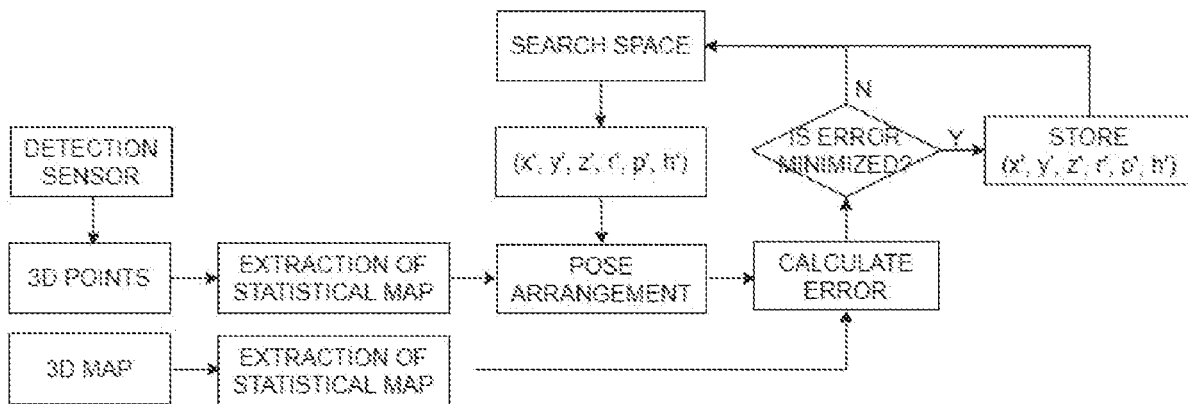 SEARCH SPACE
N
DETECTION
SENSOR
(x', y', z', r', p', h')
IS ERROR
MINIMIZED?
Y
STORE
(x', y', z', r', p', h')
3D POINTS
EXTRACTION OF
STATISTICAL MAP
POSE
ARRANGEMENT
CALCULATE
ERROR
3D MAP
EXTRACTION OF
STATISTICAL MAP